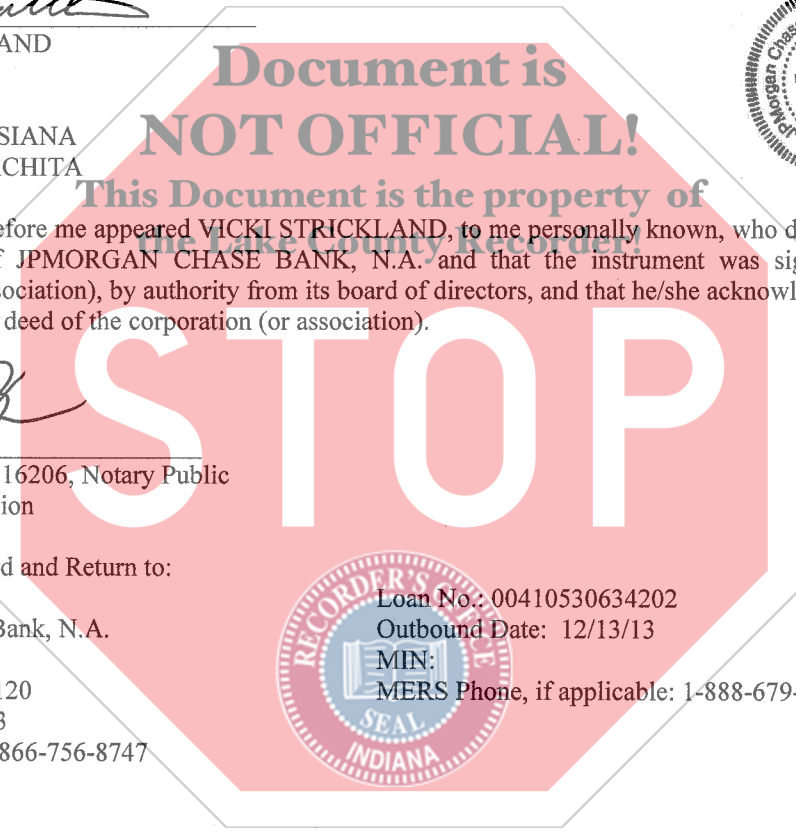 AND
Document is
JPMorgan Chase
SIANA
NOT OFFICIAL!
ACHITA
This Document is the property of
efore me appeared VICKI STRICKLAND, to me personally known, who d
the Lake County Recorder!
f JPMORGAN CHASE BANK, N.A. and that the instrument was sig
sociation), by authority from its board of directors, and that he/she acknowl
deed of the corporation (or association).
STOP
16206, Notary Public
ion
d and Return to:
RECORDER'S OFFICE
Loan No.: 00410530634202
Bank, N.A.
Outbound Date: 12/13/13
MIN:
120
MERS Phone, if applicable: 1-888-679-
3
SEAL
866-756-8747
INDIANA